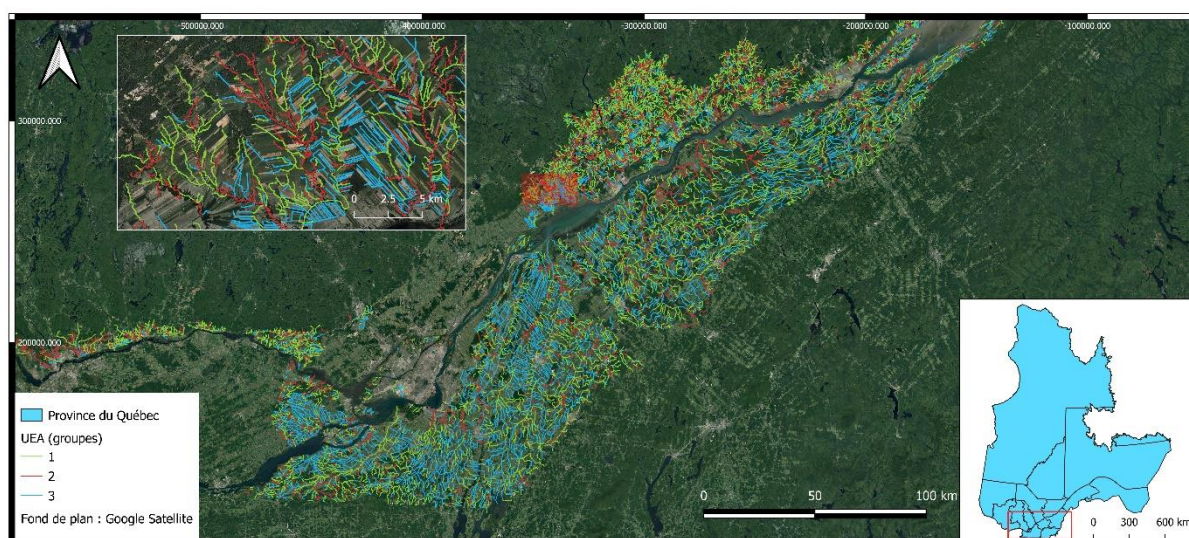 -500000.000 -400000.000 -300000.000 -200000.000 -100000.000
300000.000
200000.000
0 2.5 5 km
Province du Québec
UEA (groupes)
1
2
3
Fond de plan : Google Satellite
0 50 100 km
0 300 600 km